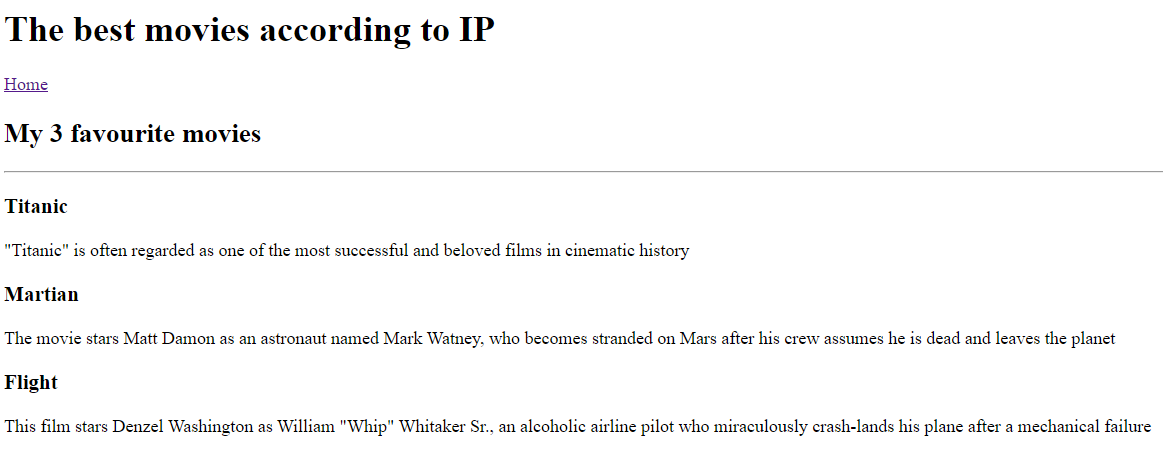 The best movies according to IP
Home
My 3 favourite movies
Titanic
"Titanic" is often regarded as one of the most successful and beloved films in cinematic history
Martian
The movie stars Matt Damon as an astronaut named Mark Watney, who becomes stranded on Mars after his crew assumes he is dead and leaves the planet
Flight
This film stars Denzel Washington as William "Whip" Whitaker Sr., an alcoholic airline pilot who miraculously crash-lands his plane after a mechanical failure